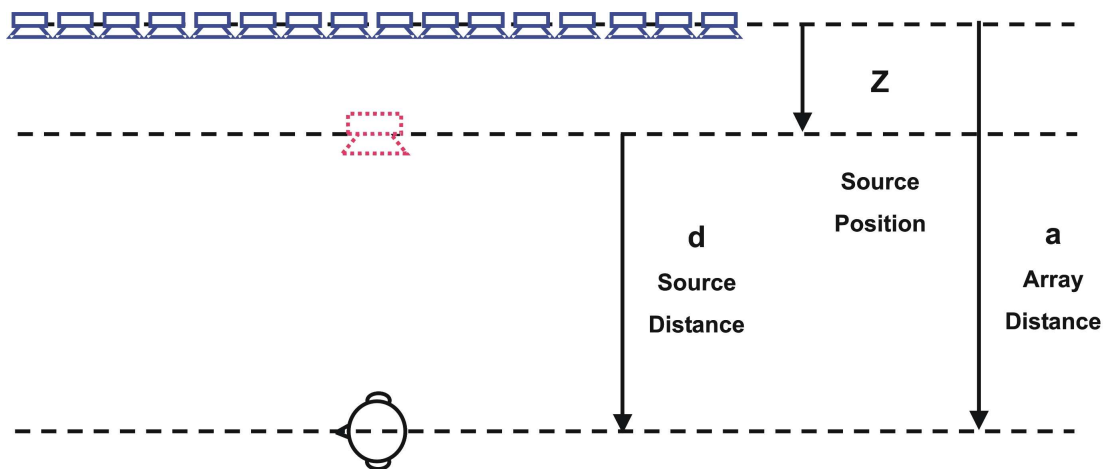 Z
Source
Position
d
Source
Distance
a
Array
Distance